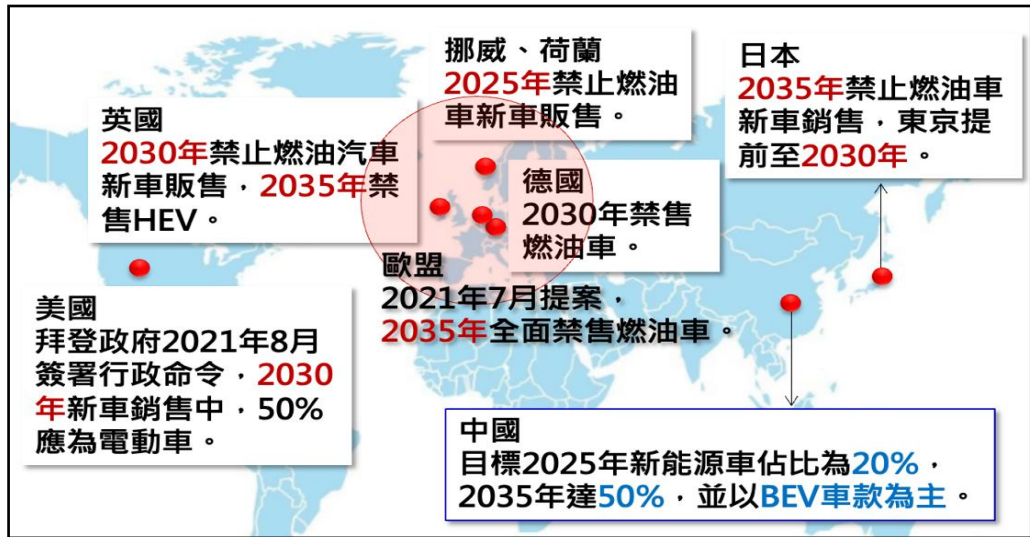 挪威、荷蘭
2025年禁止燃油
車新車販售。
日本
2035年禁止燃油車
新車銷售，東京提
前至2030年。
英國
2030年禁止燃油汽車
新車販售，2035年禁
售HEV。
德國
2030年禁售
燃油車。
歐盟
2021年7月提案，
2035年全面禁售燃油車。
美國
拜登政府2021年8月
簽署行政命令，2030
年新車銷售中，50%
應為電動車。
中國
目標2025年新能源車佔比為20%，
2035年達50%，並以BEV車款為主。